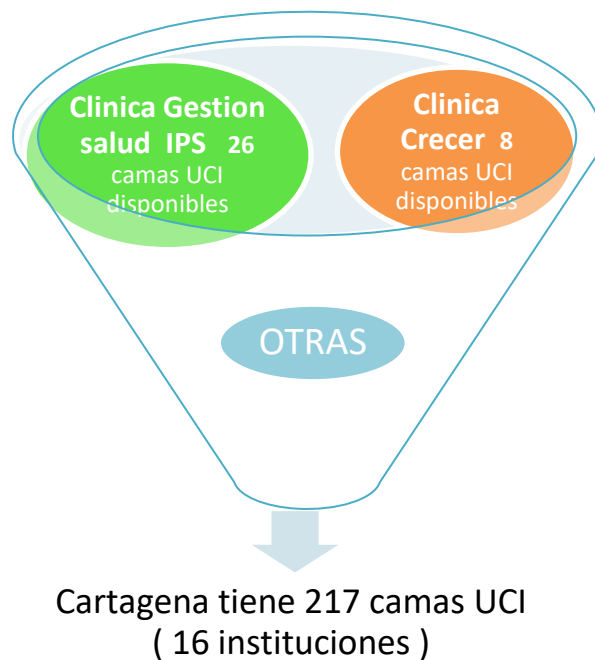 Clinica Gestion
salud IPS 26
camas UCI
disponibles
Clinica
Crecer 8
camas UCI
disponibles
OTRAS
Cartagena tiene 217 camas UCI
( 16 instituciones )